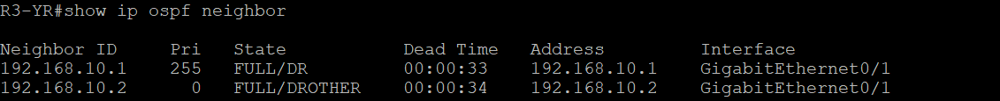 R3-YR#show ip ospf neighbor
Neighbor ID     Pri   State           Dead Time   Address         Interface
192.168.10.1    255   FULL/DR         00:00:33    192.168.10.1    GigabitEthernet0/1
192.168.10.2      0   FULL/DROTHER    00:00:34    192.168.10.2    GigabitEthernet0/1